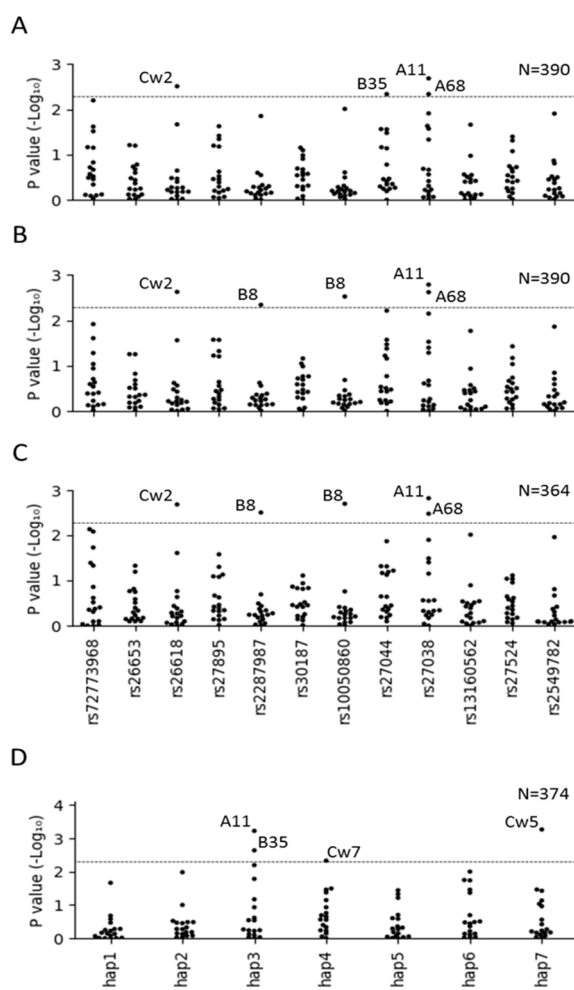 A
P value (-Log₁₀)
3
2
1
0
Cw2
B35
A11
A68
N=390
B
P value (-Log₁₀)
3
2
1
0
Cw2
B8
B8
A11
A68
N=390
C
P value (-Log₁₀)
3
2
1
0
Cw2
B8
B8
A11
A68
N=364
rs72773968
rs26653
rs26618
rs27895
rs2287987
rs30187
rs10050860
rs27044
rs27038
rs13160562
rs27524
rs2549782
D
P value (-Log₁₀)
4
3
2
1
0
A11
B35
Cw7
Cw5
N=374
hap1
hap2
hap3
hap4
hap5
hap6
hap7